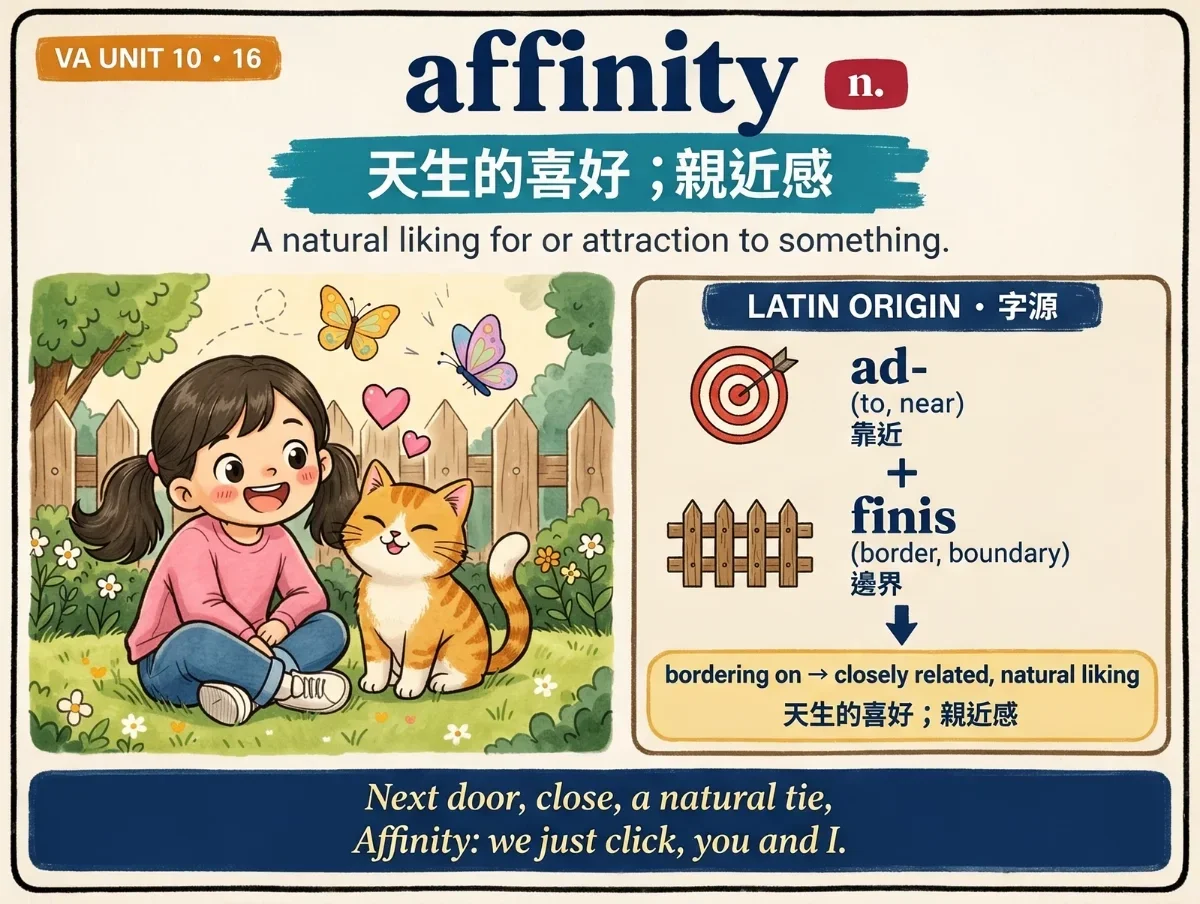 VA UNIT 10 • 16
affinity n.
天生的喜好；親近感
A natural liking for or attraction to something.
LATIN ORIGIN • 字源
ad-
(to, near)
靠近
+
finis
(border, boundary)
邊界
bordering on → closely related, natural liking
天生的喜好；親近感
Next door, close, a natural tie,
Affinity: we just click, you and I.